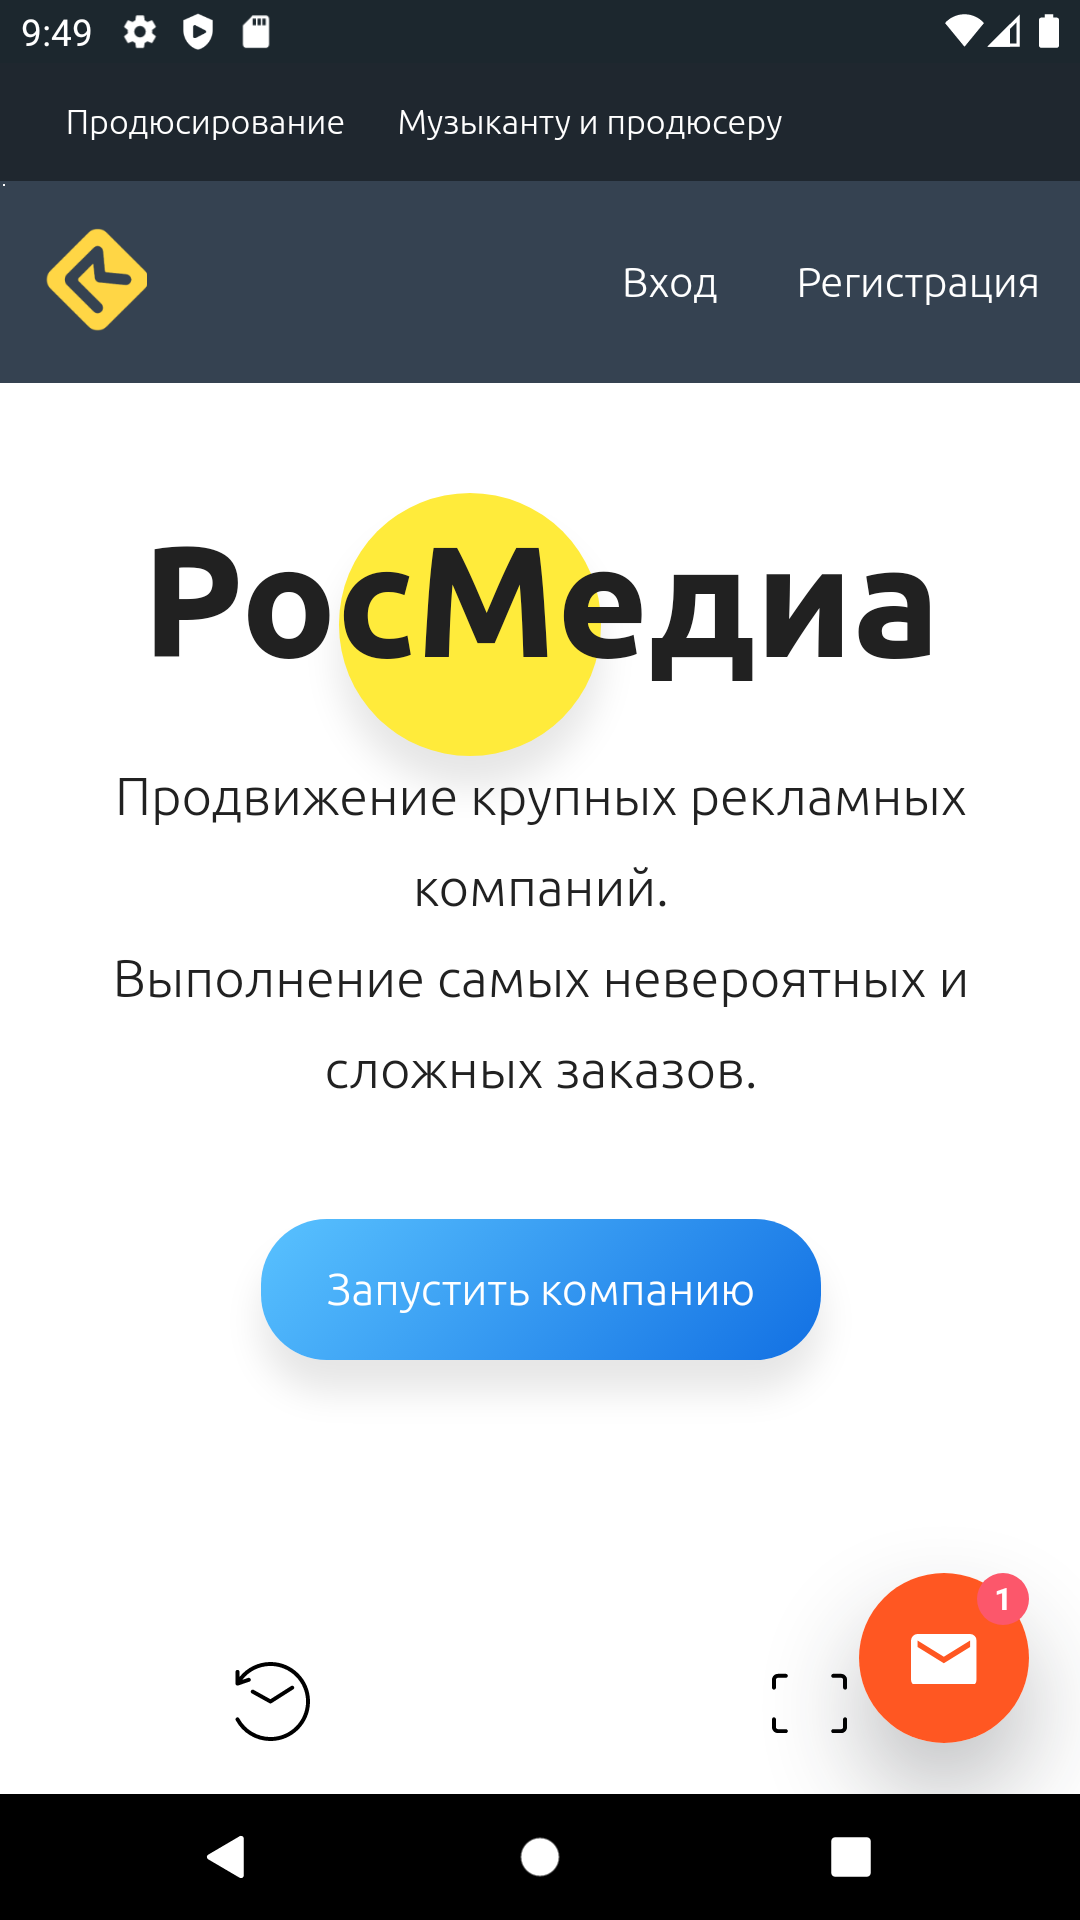 9:49
Продюсирование Музыканту и продюсеру
Вход Регистрация
РосМедиа
Продвижение крупных рекламных
компаний.
Выполнение самых невероятных и
сложных заказов.
Запустить компанию
1